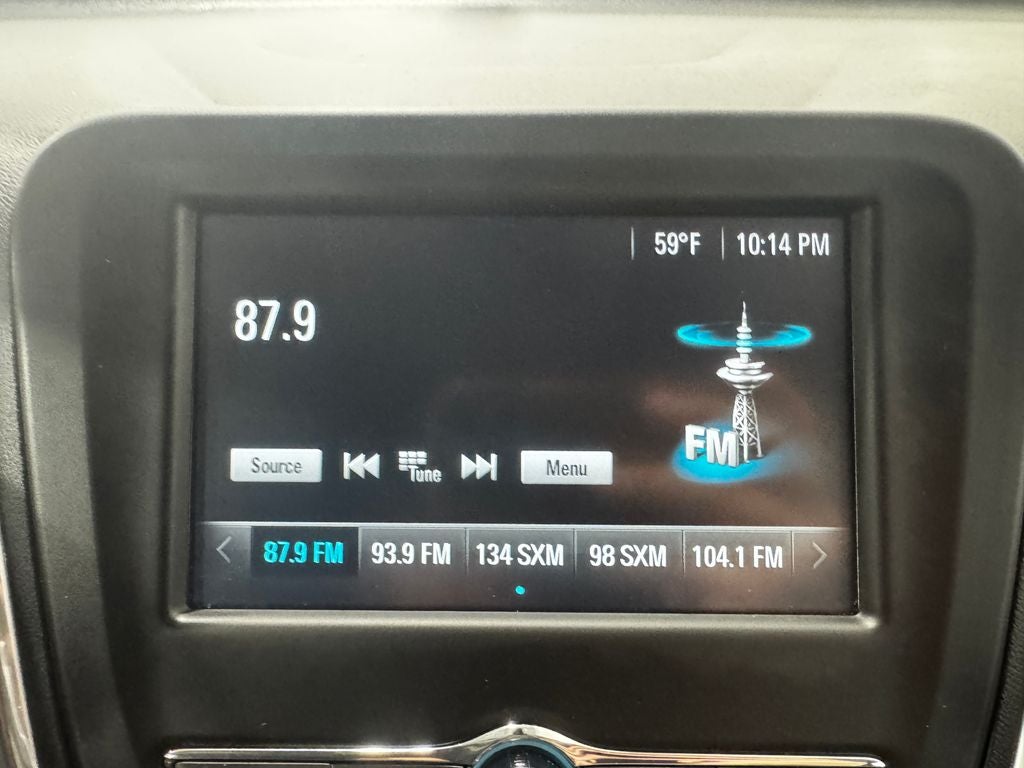 59°F 10:14 PM
87.9
FM
Source Tune Menu
87.9 FM 93.9 FM 134 SXM 98 SXM 104.1 FM